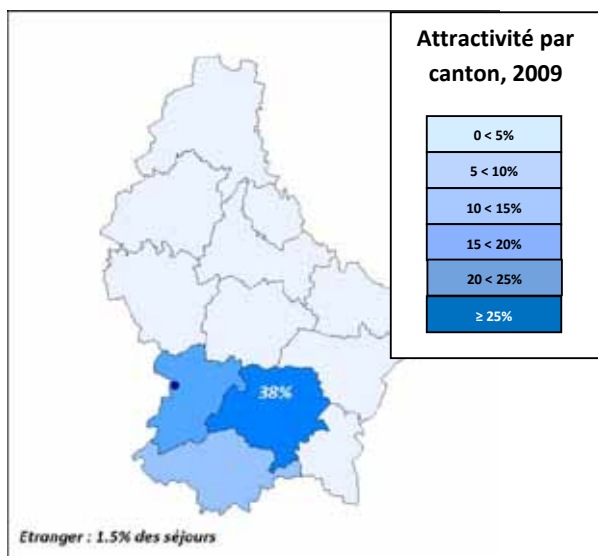 Attractivité par
canton, 2009
0 < 5%
5 < 10%
10 < 15%
15 < 20%
20 < 25%
≥ 25%
38%
Etranger : 1.5% des séjours